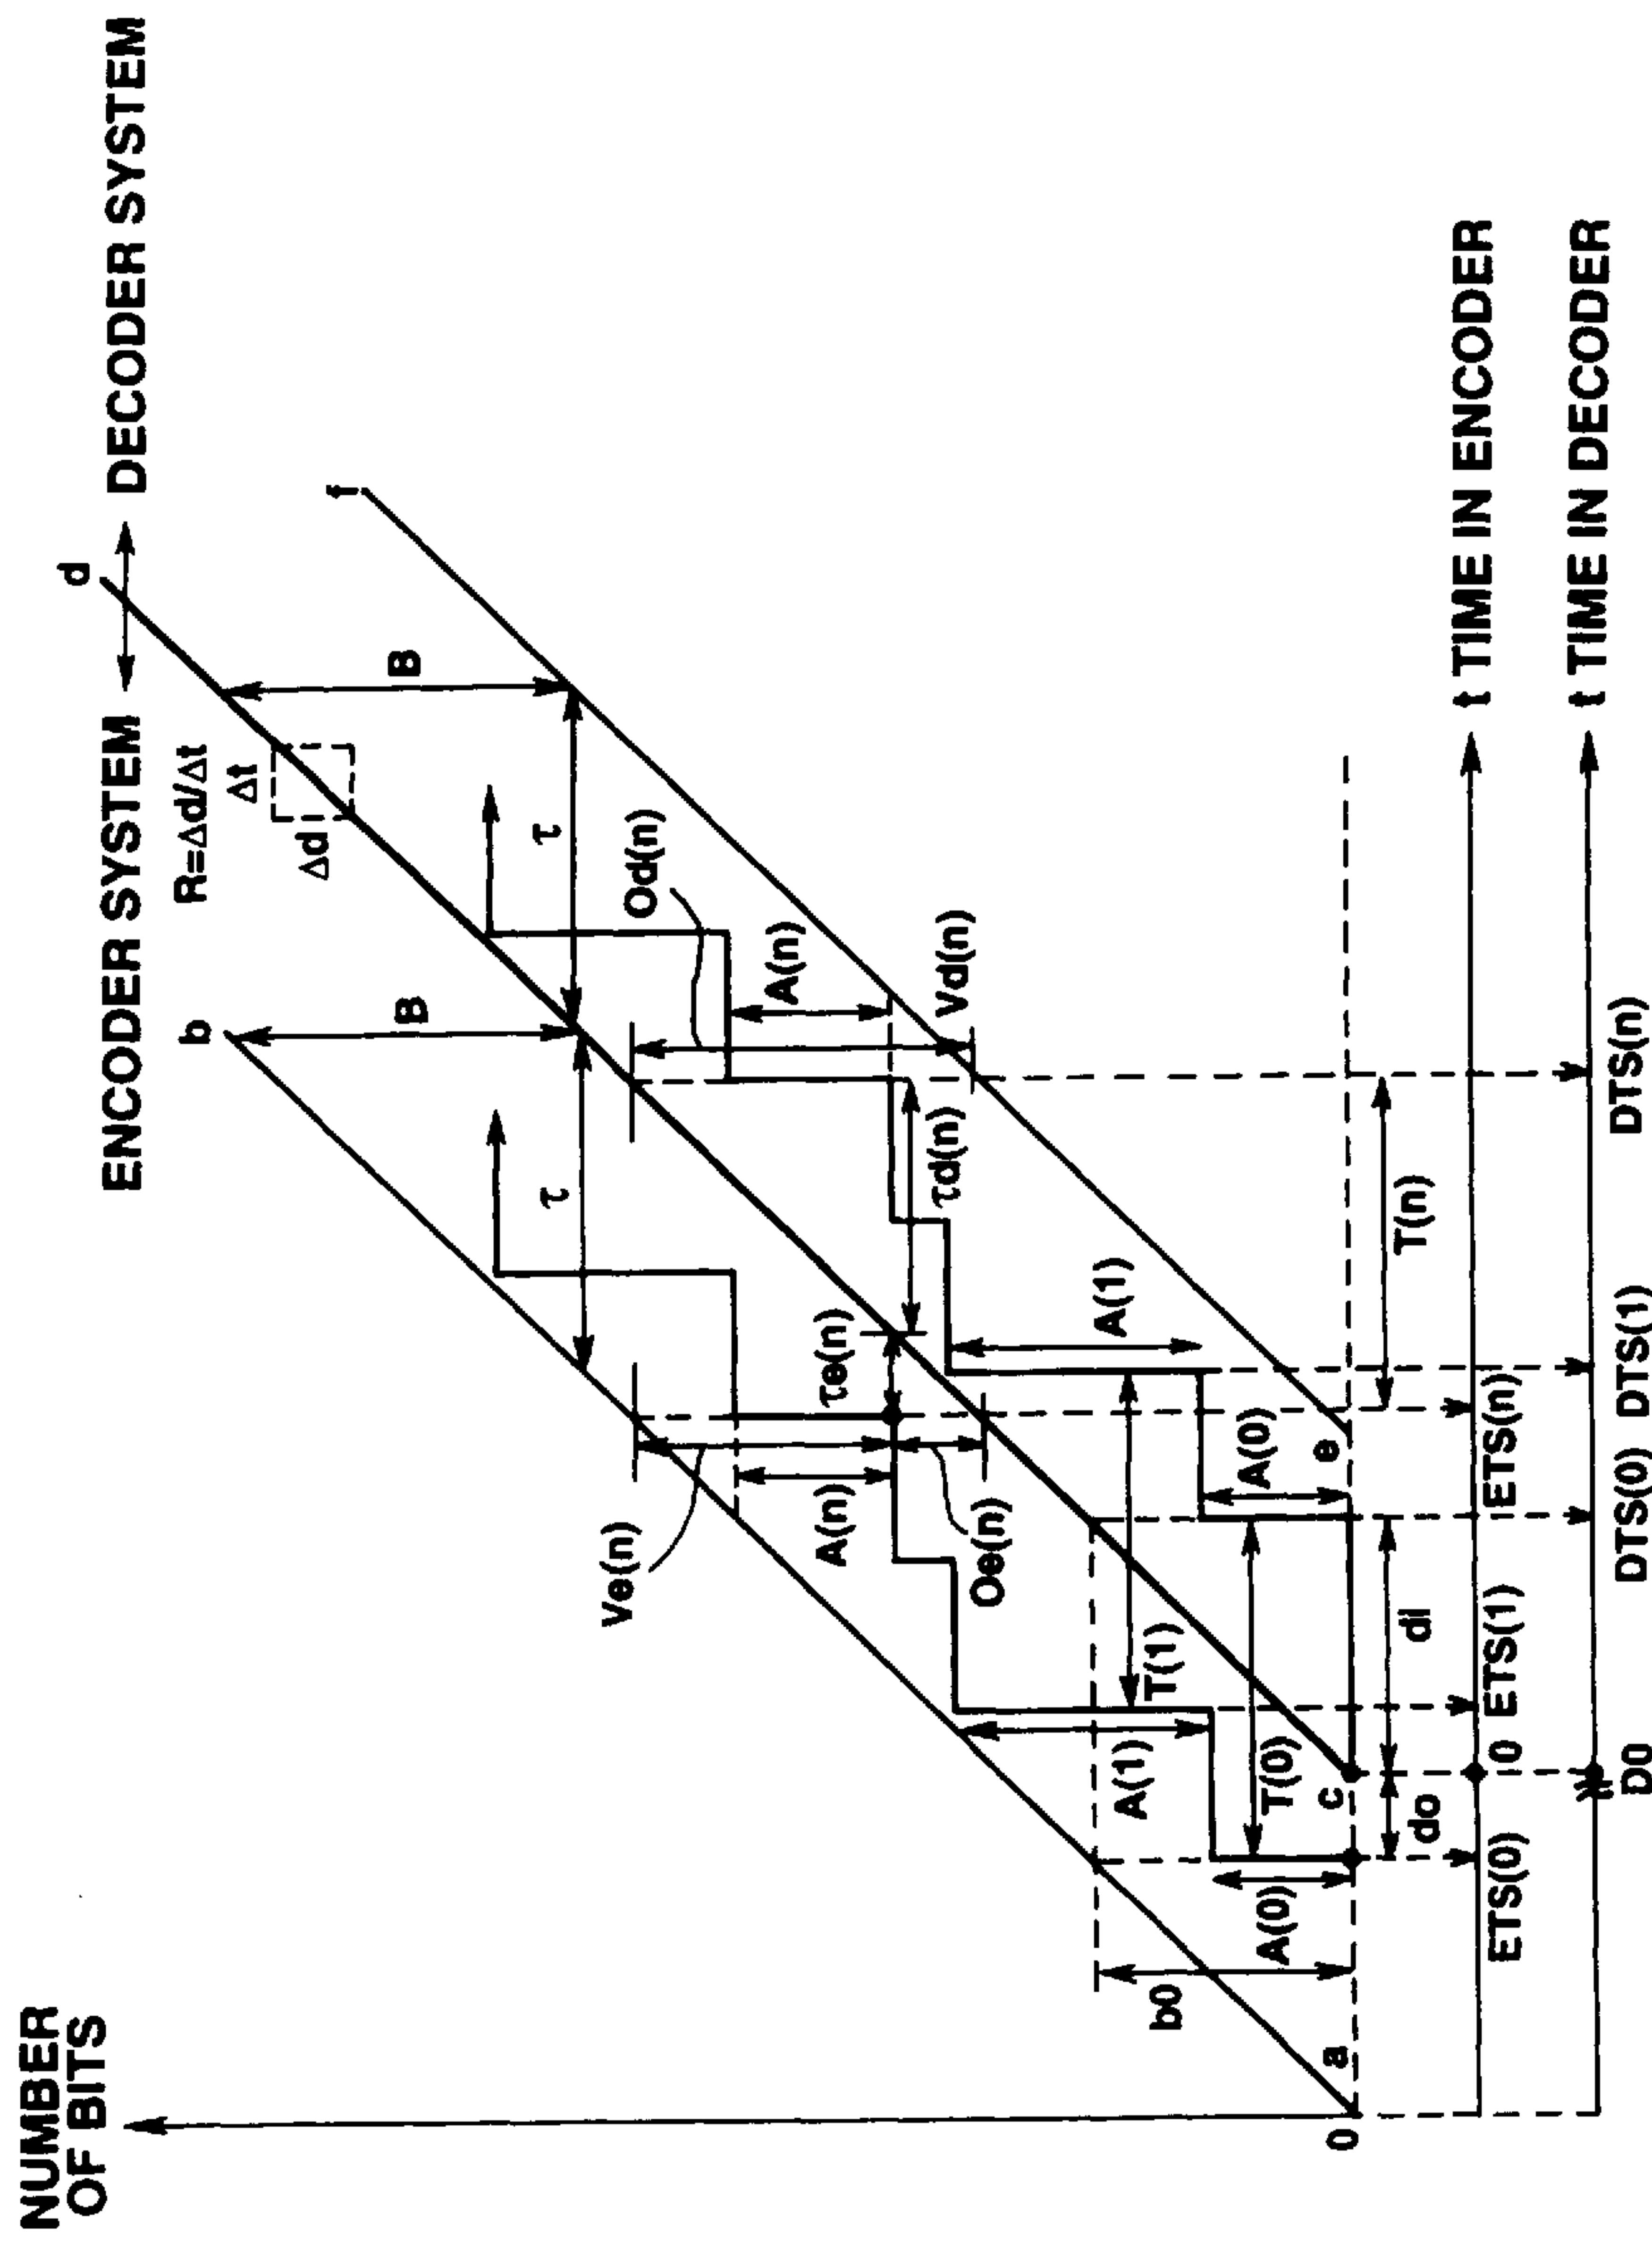 NUMBER
OF BITS
ENCODER SYSTEM
DECODER SYSTEM
d
b
f
R=Δd/Δt
Δt
Δd
B
B
τ
τ
Od(n)
A(n)
Vd(n)
τd(n)
τe(n)
Ve(n)
A(n)
Oe(n)
A(1)
A(0)
T(1)
T(0)
A(1)
A(0)
b0
0
a
c
e
do
di
T(n)
ETS(0)
0
ETS(1)
ETS(n)
t TIME IN ENCODER
D0
DTS(0)
DTS(1)
DTS(n)
t TIME IN DECODER